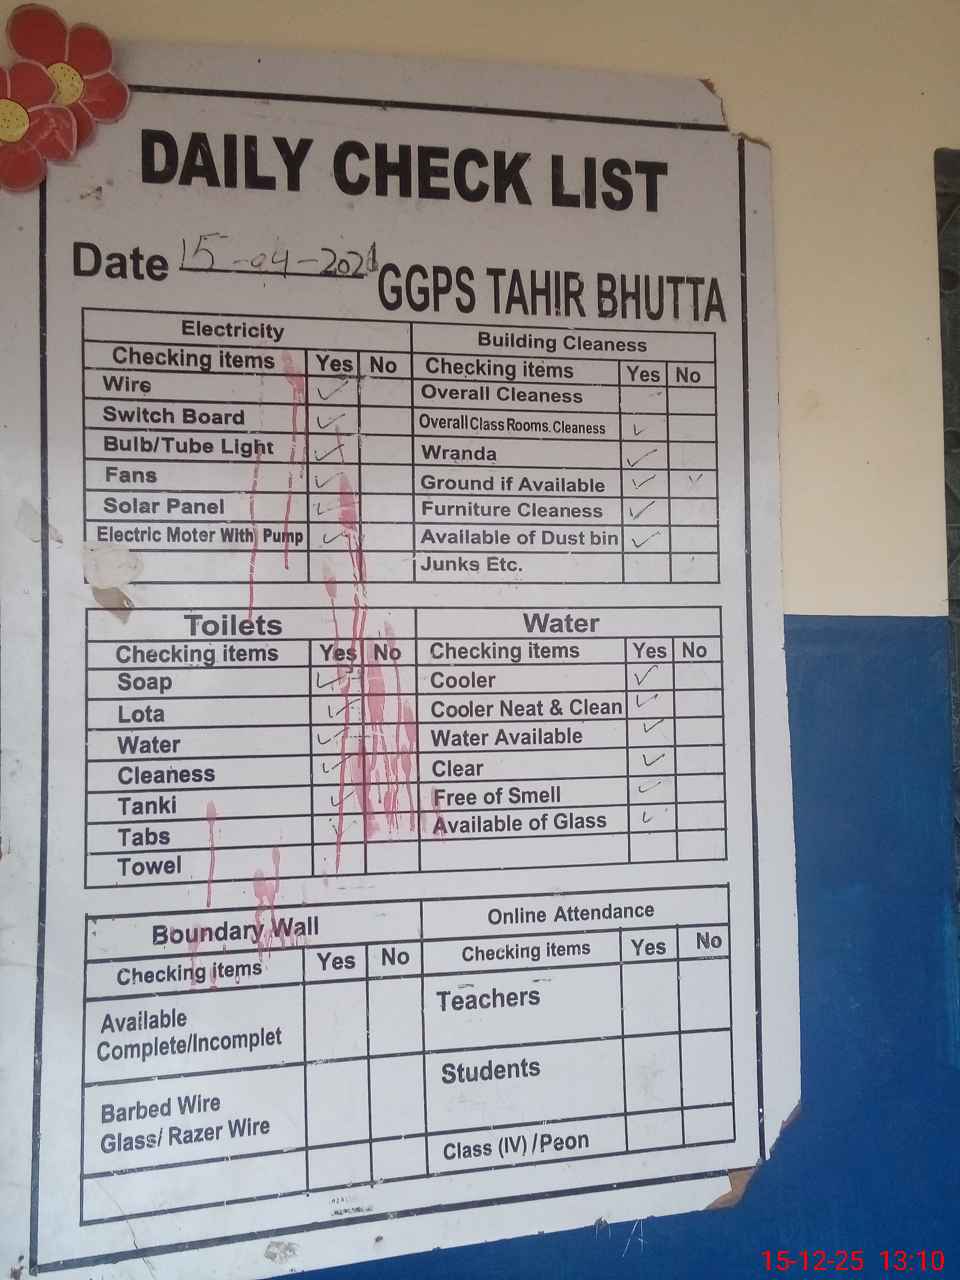 DAILY CHECK LIST
Date 15-04-2021 GGPS TAHIR BHUTTA
Electricity
Checking items Yes No
Wire ✓
Switch Board ✓
Bulb/Tube Light ✓
Fans ✓
Solar Panel ✓
Electric Moter With Pump ✓
Building Cleaness
Checking items Yes No
Overall Cleaness
Overall Class Rooms. Cleaness ✓
Wranda ✓
Ground if Available ✓
Furniture Cleaness ✓
Available of Dust bin ✓
Junks Etc.
Toilets
Checking items Yes No
Soap ✓
Lota ✓
Water ✓
Cleaness ✓
Tanki ✓
Tabs ✓
Towel
Water
Checking items Yes No
Cooler ✓
Cooler Neat & Clean ✓
Water Available ✓
Clear ✓
Free of Smell ✓
Available of Glass ✓
Boundary Wall
Checking items Yes No
Available
Complete/Incomplet
Barbed Wire
Glass/ Razer Wire
Online Attendance
Checking items Yes No
Teachers
Students
Class (IV) /Peon
15-12-25 13:10